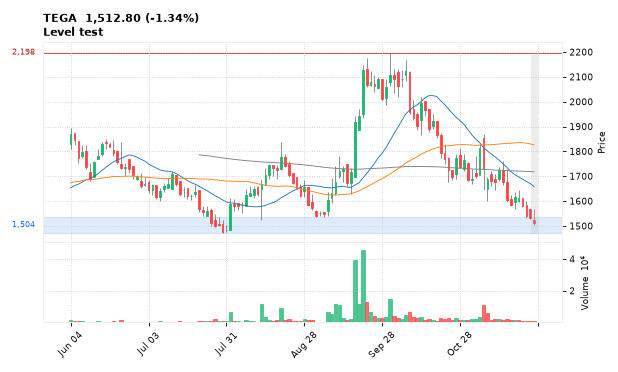 TEGA 1,512.80 (-1.34%)
Level test
2,198
1,504
2200
2100
2000
1900
1800
1700
1600
1500
Price
4
2
Volume 10⁶
Jun 04
Jul 03
Jul 31
Aug 28
Sep 28
Oct 28